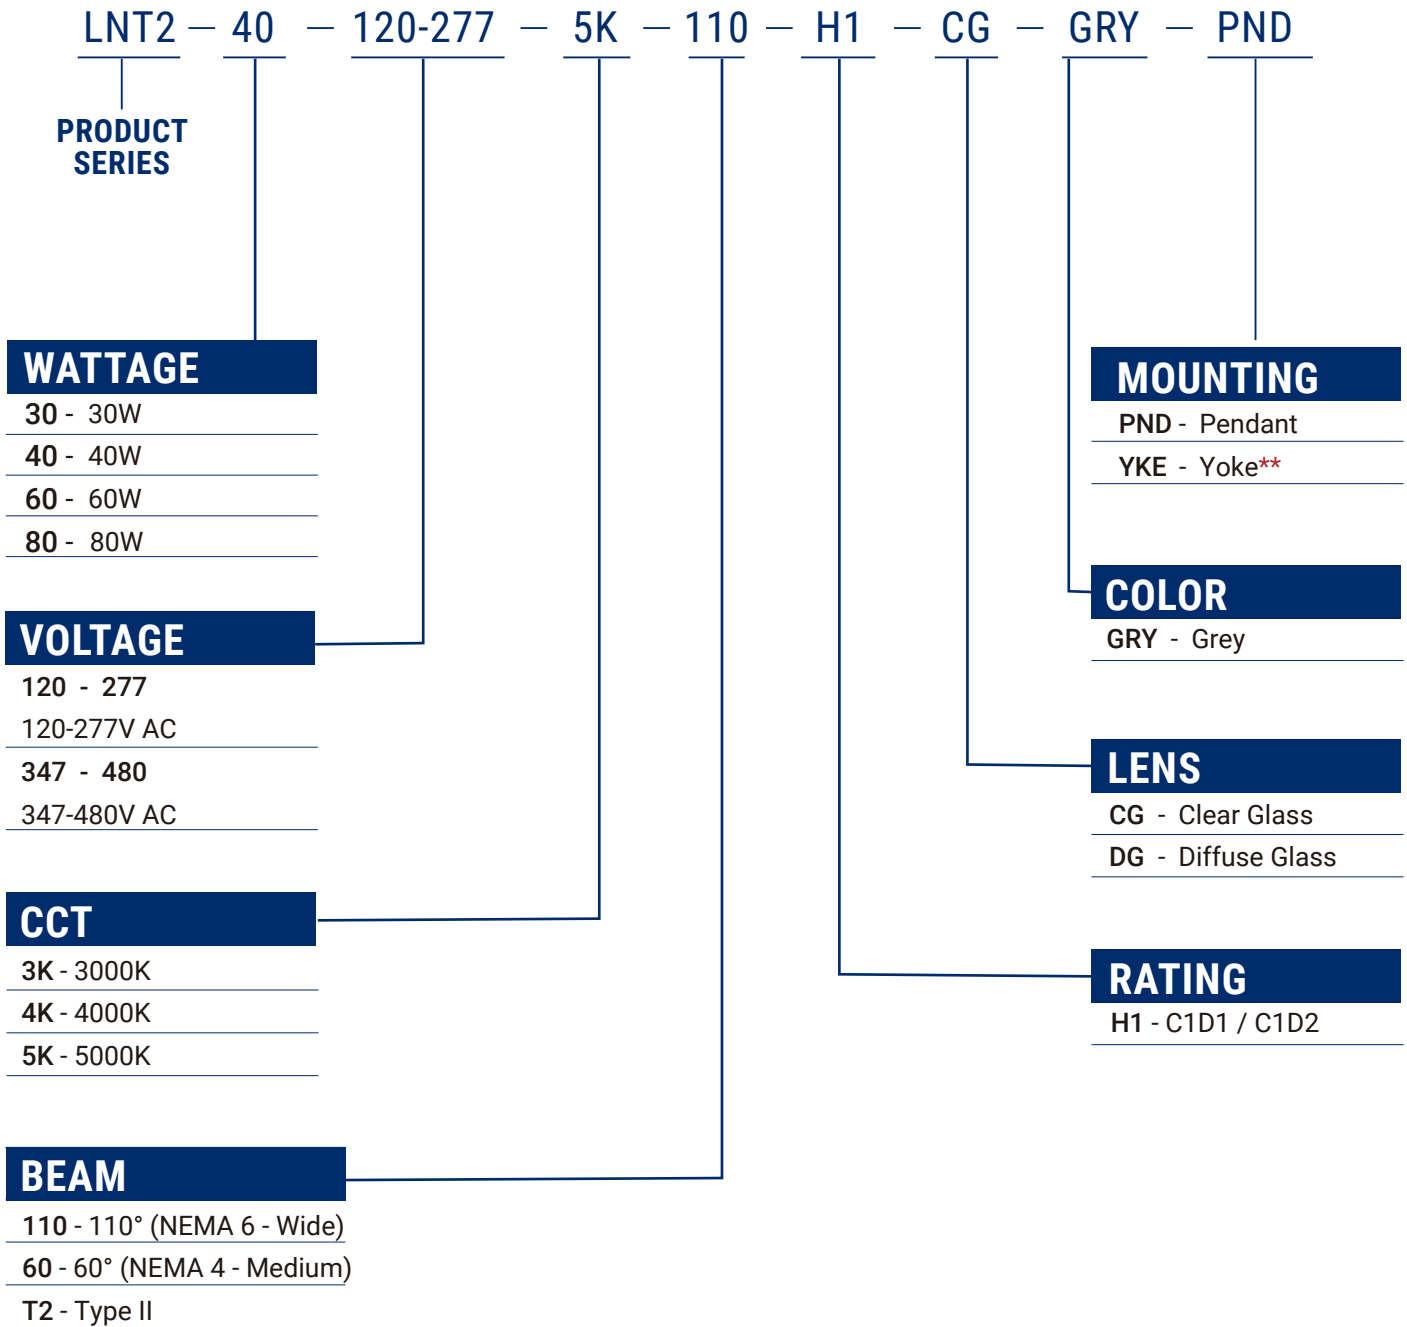 LNT2 — 40 — 120-277 — 5K — 110 — H1 — CG — GRY — PND
PRODUCT
SERIES
WATTAGE
30 - 30W
40 - 40W
60 - 60W
80 - 80W
VOLTAGE
120 - 277
120-277V AC
347 - 480
347-480V AC
CCT
3K - 3000K
4K - 4000K
5K - 5000K
BEAM
110 - 110° (NEMA 6 - Wide)
60 - 60° (NEMA 4 - Medium)
T2 - Type II
MOUNTING
PND - Pendant
YKE - Yoke**
COLOR
GRY - Grey
LENS
CG - Clear Glass
DG - Diffuse Glass
RATING
H1 - C1D1 / C1D2